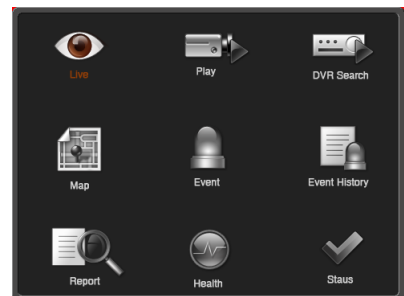 Live
Play
DVR Search
Map
Event
Event History
Report
Health
Staus